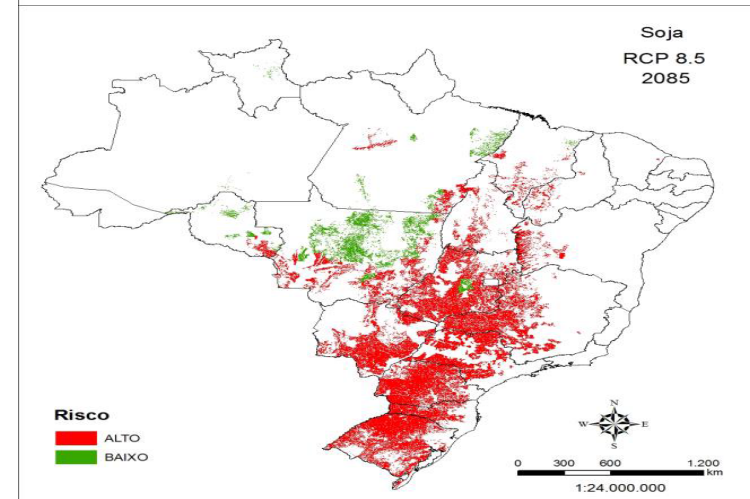 Soja
RCP 8.5
2085
Risco
ALTO
BAIXO
N
W E
S
0 300 600 1.200
km
1:24.000.000